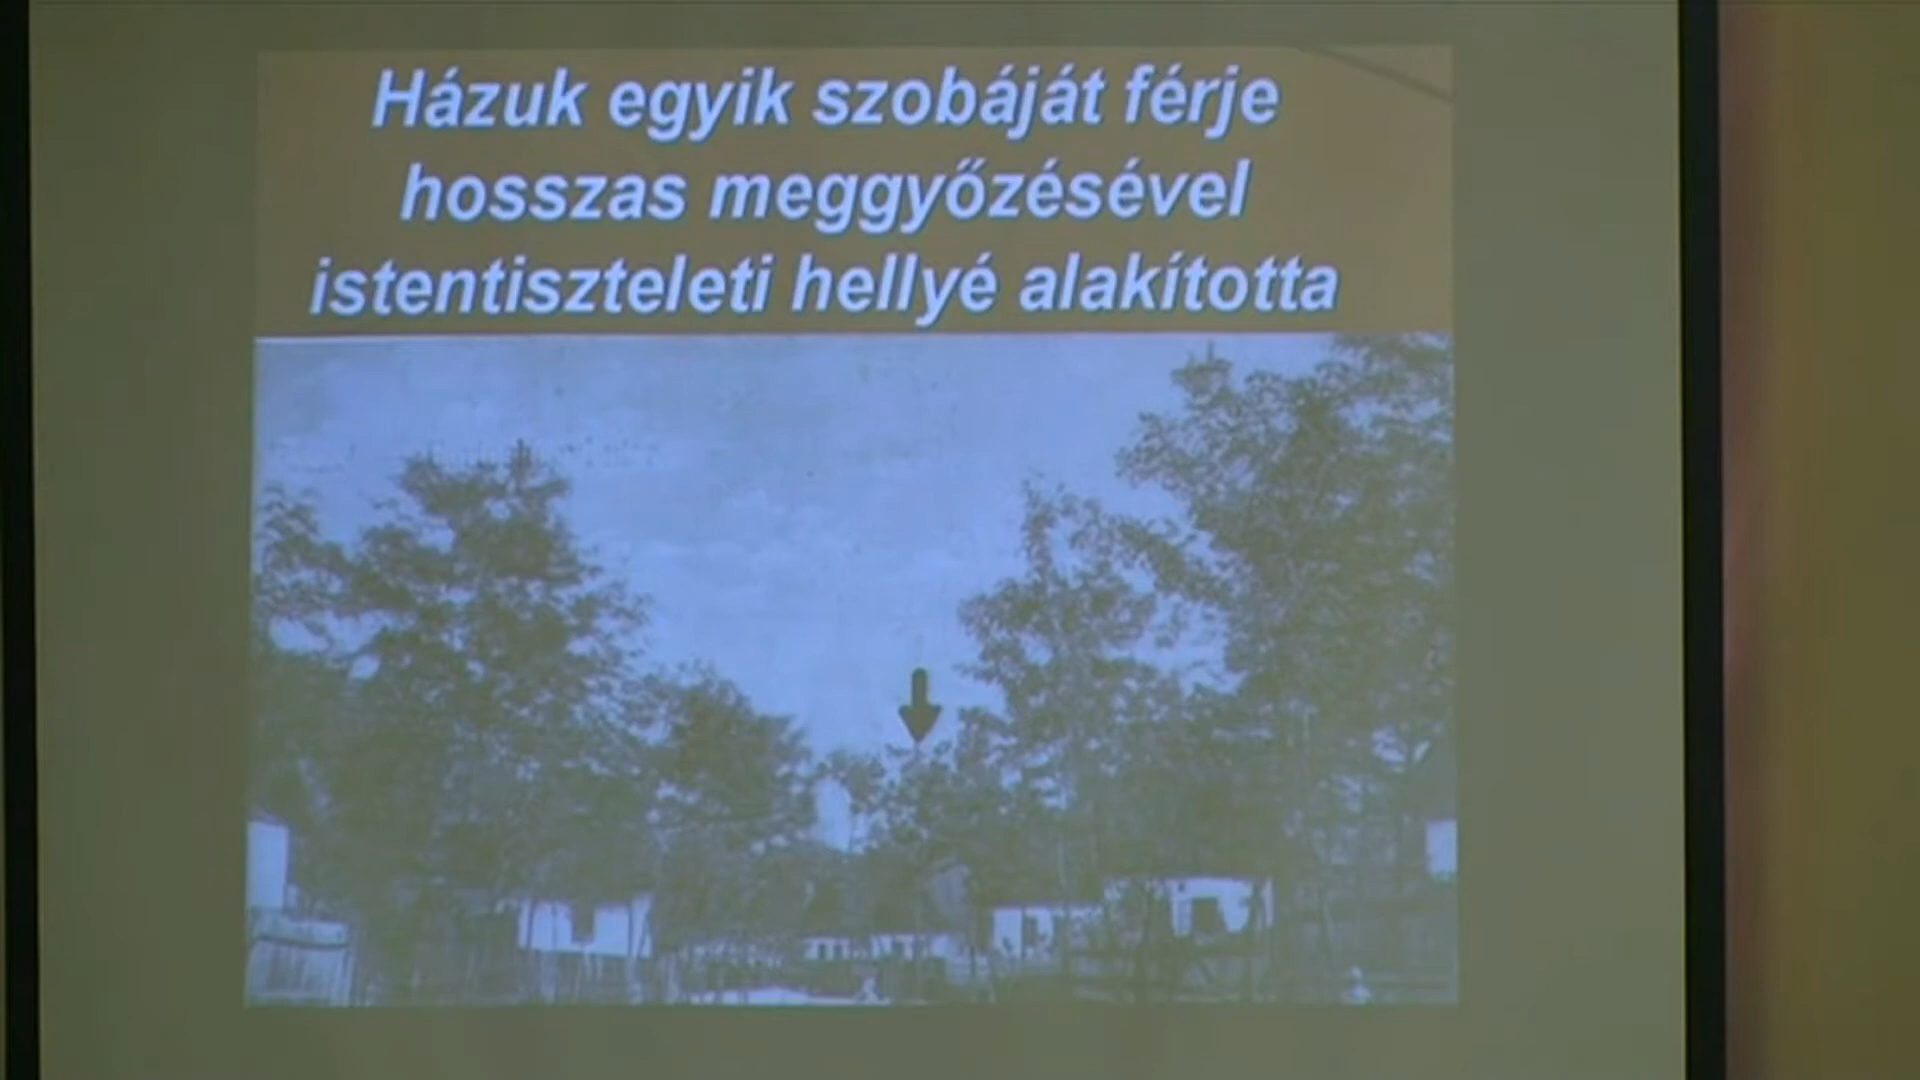 Házuk egyik szobáját férje
hosszas meggyőzésével
istentiszteleti hellyé alakította